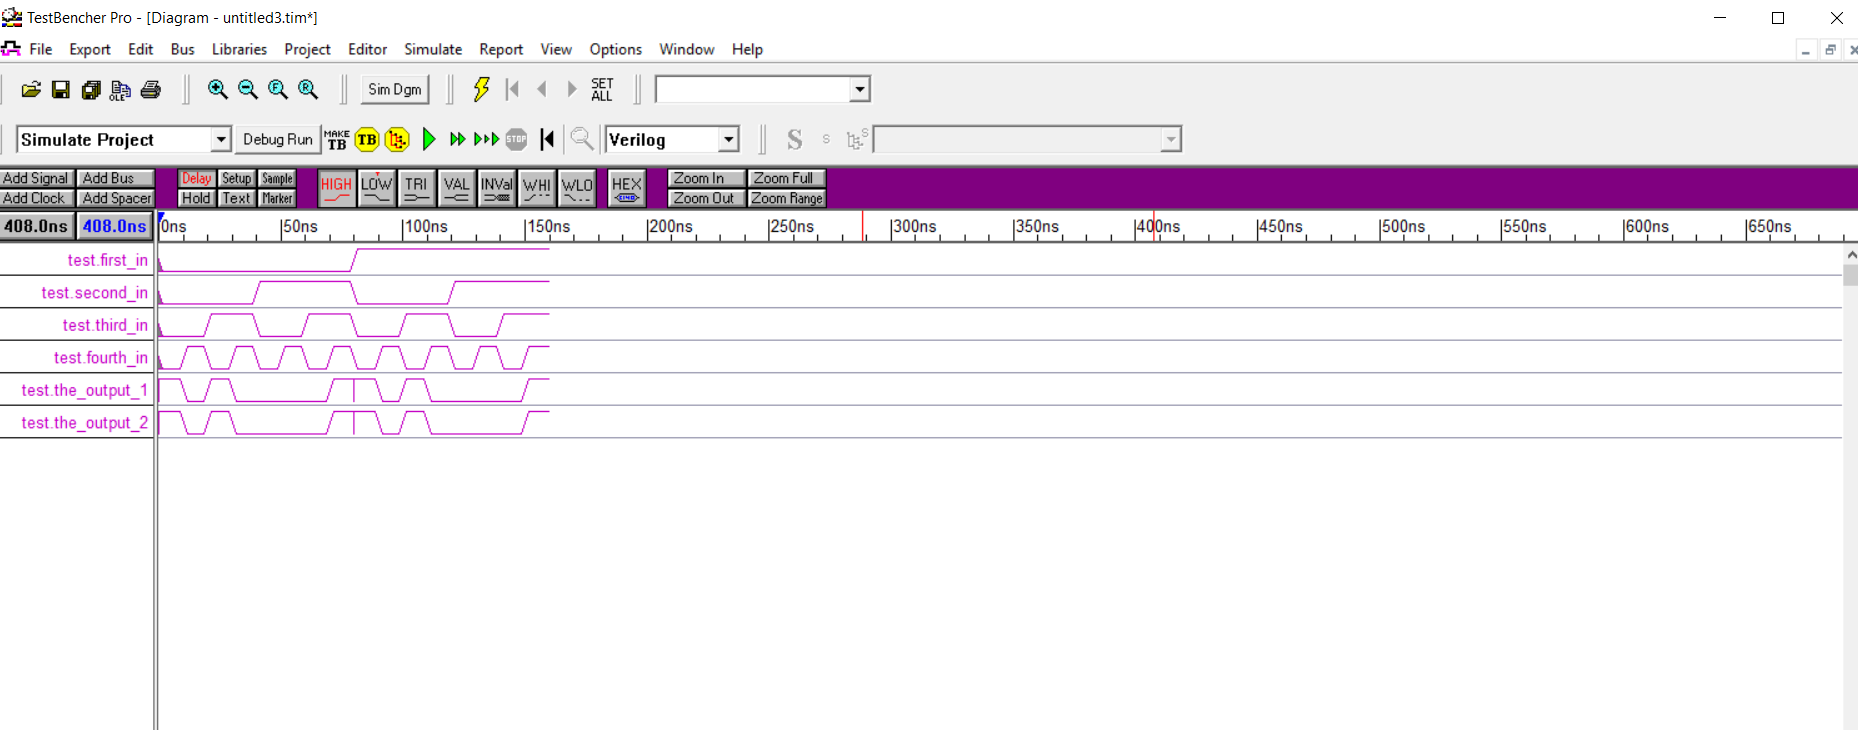 TestBencher Pro - [Diagram - untitled3.tim*]
File Export Edit Bus Libraries Project Editor Simulate Report View Options Window Help
OLE F R Sim Dgm SET ALL
Simulate Project Debug Run MAKE TB TB STOP Verilog S s S
Add Signal Add Bus Delay Setup Sample HIGH LOW TRI VAL INVal WHI WLO HEX Zoom In Zoom Full
Add Clock Add Spacer Hold Text Marker Zoom Out Zoom Range
408.0ns 408.0ns 0ns 50ns 100ns 150ns 200ns 250ns 300ns 350ns 400ns 450ns 500ns 550ns 600ns 650ns
test.first_in
test.second_in
test.third_in
test.fourth_in
test.the_output_1
test.the_output_2